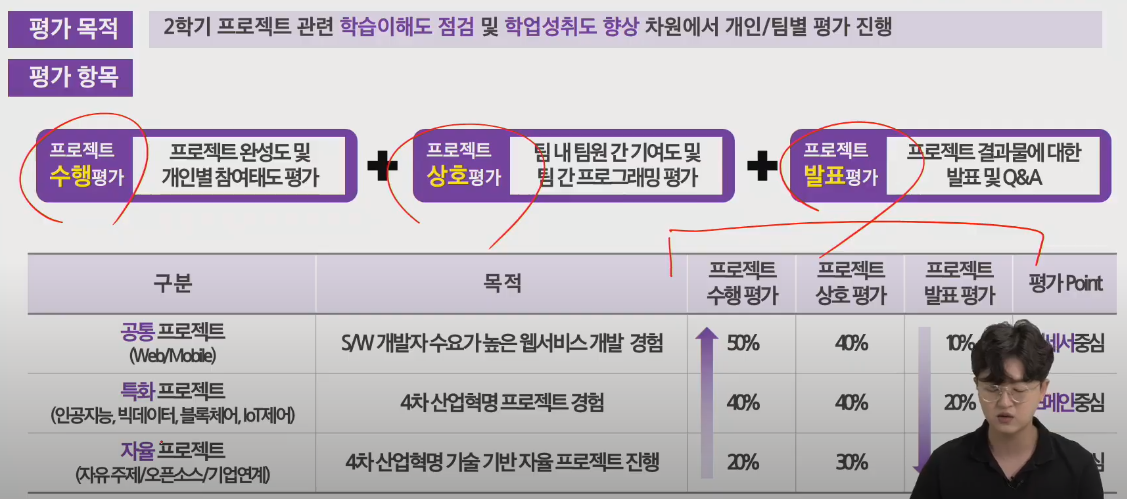 평가 목적
2학기 프로젝트 관련 학습이해도 점검 및 학업성취도 향상 차원에서 개인/팀별 평가 진행
평가 항목
프로젝트
수행평가
프로젝트 완성도 및
개인별 참여태도 평가
프로젝트
상호평가
팀 내 팀원 간 기여도 및
팀 간 프로그래밍 평가
프로젝트
발표평가
프로젝트 결과물에 대한
발표 및 Q&A
구분
목적
프로젝트
수행 평가
프로젝트
상호 평가
프로젝트
발표 평가
평가 Point
공통 프로젝트
(Web/Mobile)
S/W 개발자 수요가 높은 웹서비스 개발 경험
50%
40%
10%
중심
특화 프로젝트
(인공지능, 빅데이터, 블록체어, IoT제어)
4차 산업혁명 프로젝트 경험
40%
40%
20%
중심
자율 프로젝트
(자유 주제/오픈소스/기업연계)
4차 산업혁명 기술 기반 자율 프로젝트 진행
20%
30%